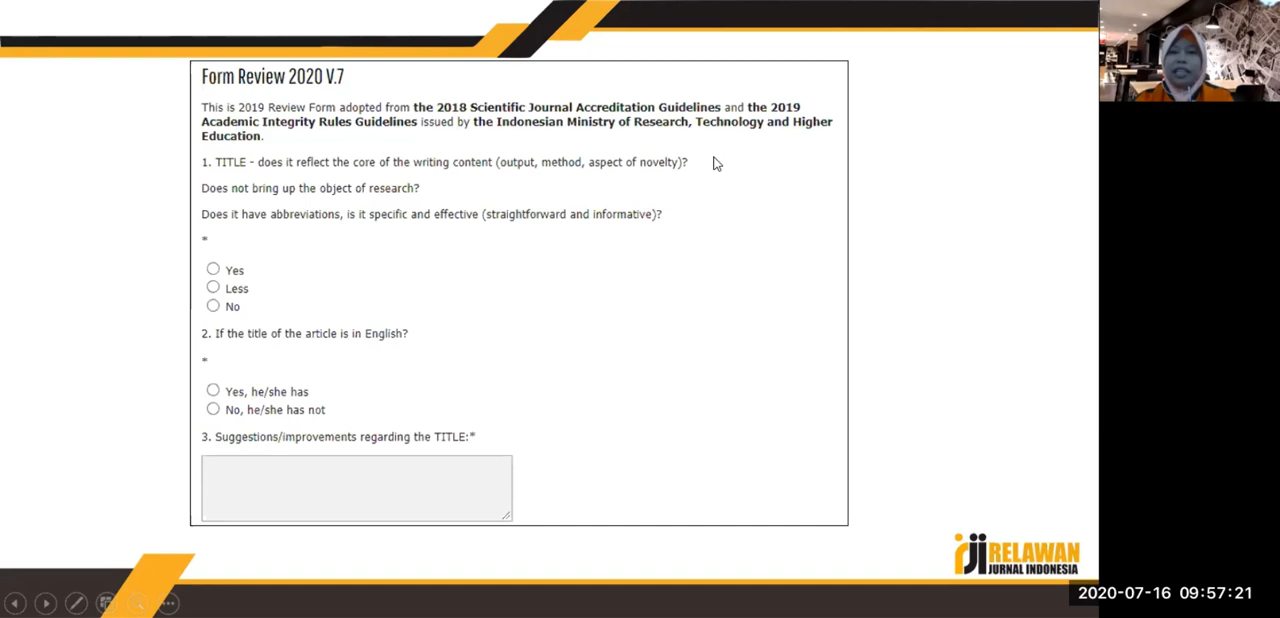 Form Review 2020 V.7
This is 2019 Review Form adopted from the 2018 Scientific Journal Accreditation Guidelines and the 2019
Academic Integrity Rules Guidelines issued by the Indonesian Ministry of Research, Technology and Higher
Education.
1. TITLE - does it reflect the core of the writing content (output, method, aspect of novelty)?
Does not bring up the object of research?
Does it have abbreviations, is it specific and effective (straightforward and informative)?
*
Yes
Less
No
2. If the title of the article is in English?
*
Yes, he/she has
No, he/she has not
3. Suggestions/improvements regarding the TITLE:*
rji RELAWAN
JURNAL INDONESIA
2020-07-16 09:57:21